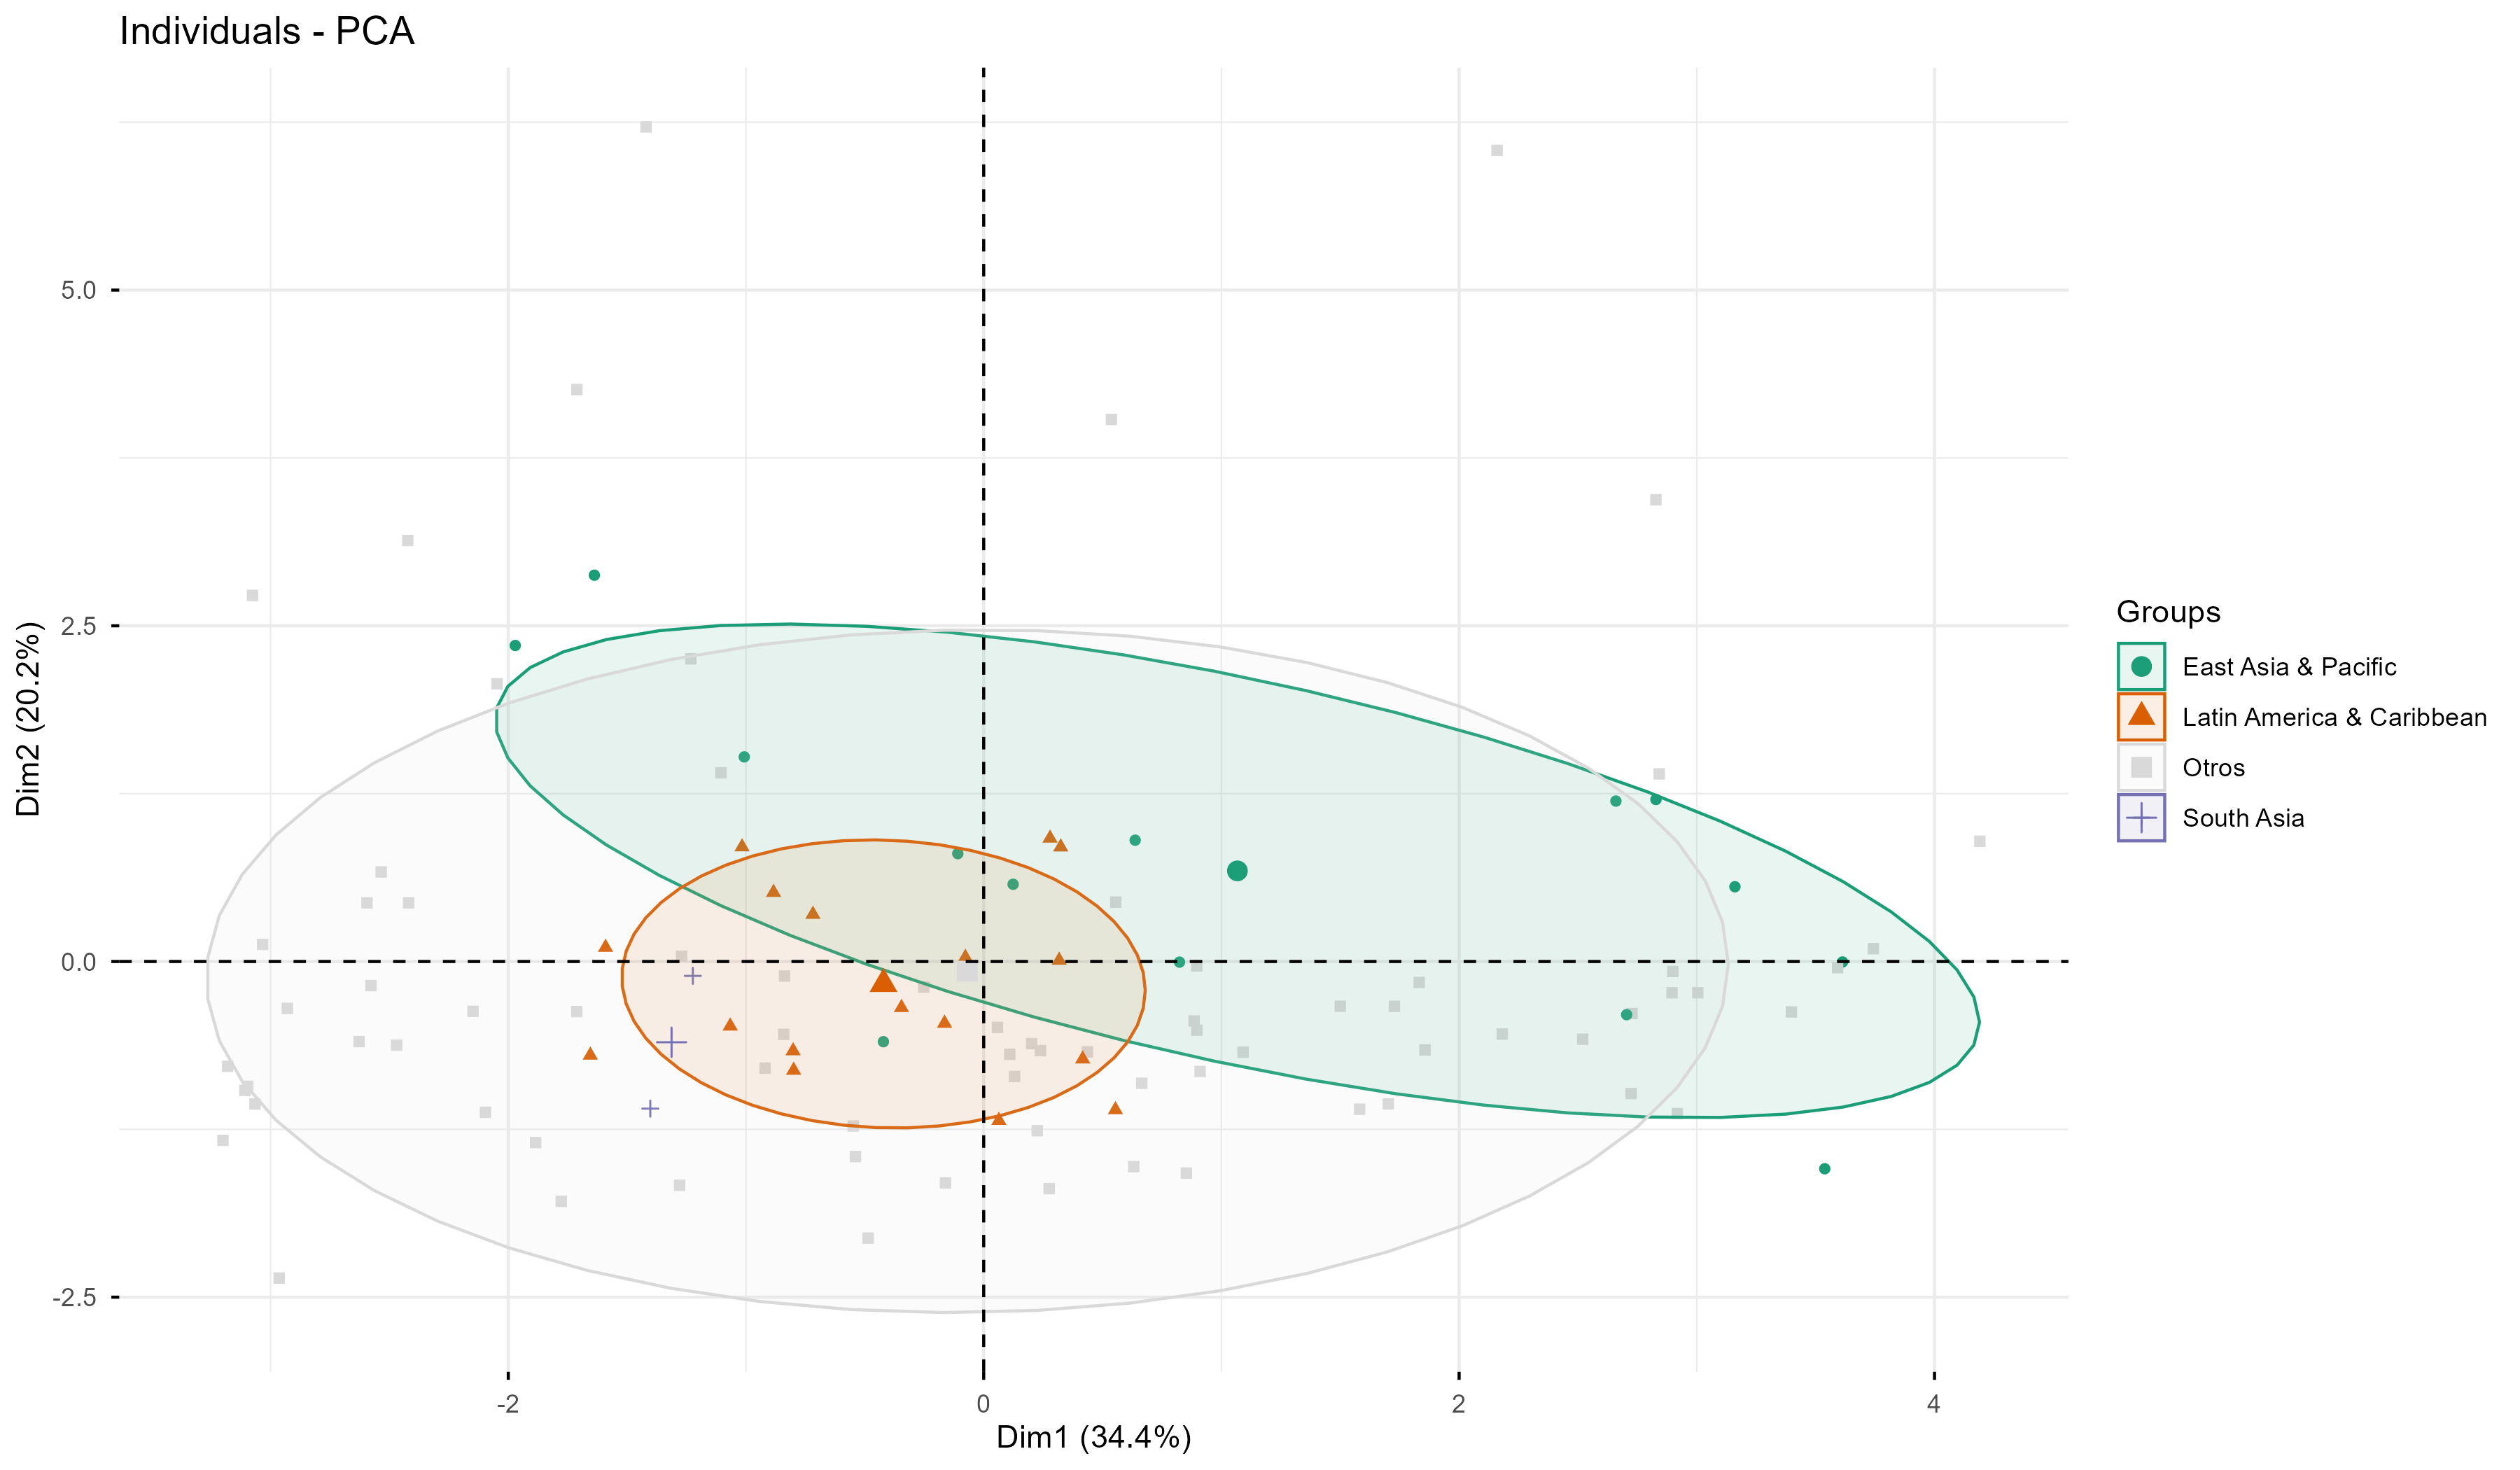 Individuals - PCA
5.0
2.5
0.0
-2.5
Dim2 (20.2%)
-2
0
2
4
Dim1 (34.4%)
Groups
East Asia & Pacific
Latin America & Caribbean
Otros
South Asia